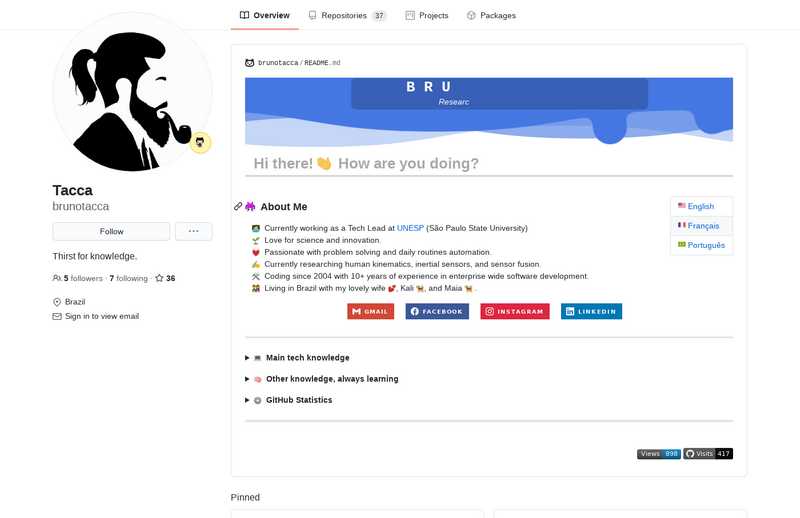 Overview
Repositories 37
Projects
Packages
Tacca
brunotacca
Follow
...
Thirst for knowledge.
5 followers · 7 following · 36
Brazil
Sign in to view email
brunotacca / README.md
B R U
Researc
Hi there! 👋 How are you doing?
About Me
English
Français
Português
Currently working as a Tech Lead at UNESP (São Paulo State University)
Love for science and innovation.
Passionate with problem solving and daily routines automation.
Currently researching human kinematics, inertial sensors, and sensor fusion.
Coding since 2004 with 10+ years of experience in enterprise wide software development.
Living in Brazil with my lovely wife 💕, Kali 🐕, and Maia 🐕.
GMAIL
FACEBOOK
INSTAGRAM
LINKEDIN
Main tech knowledge
Other knowledge, always learning
GitHub Statistics
Views 898
Visits 417
Pinned